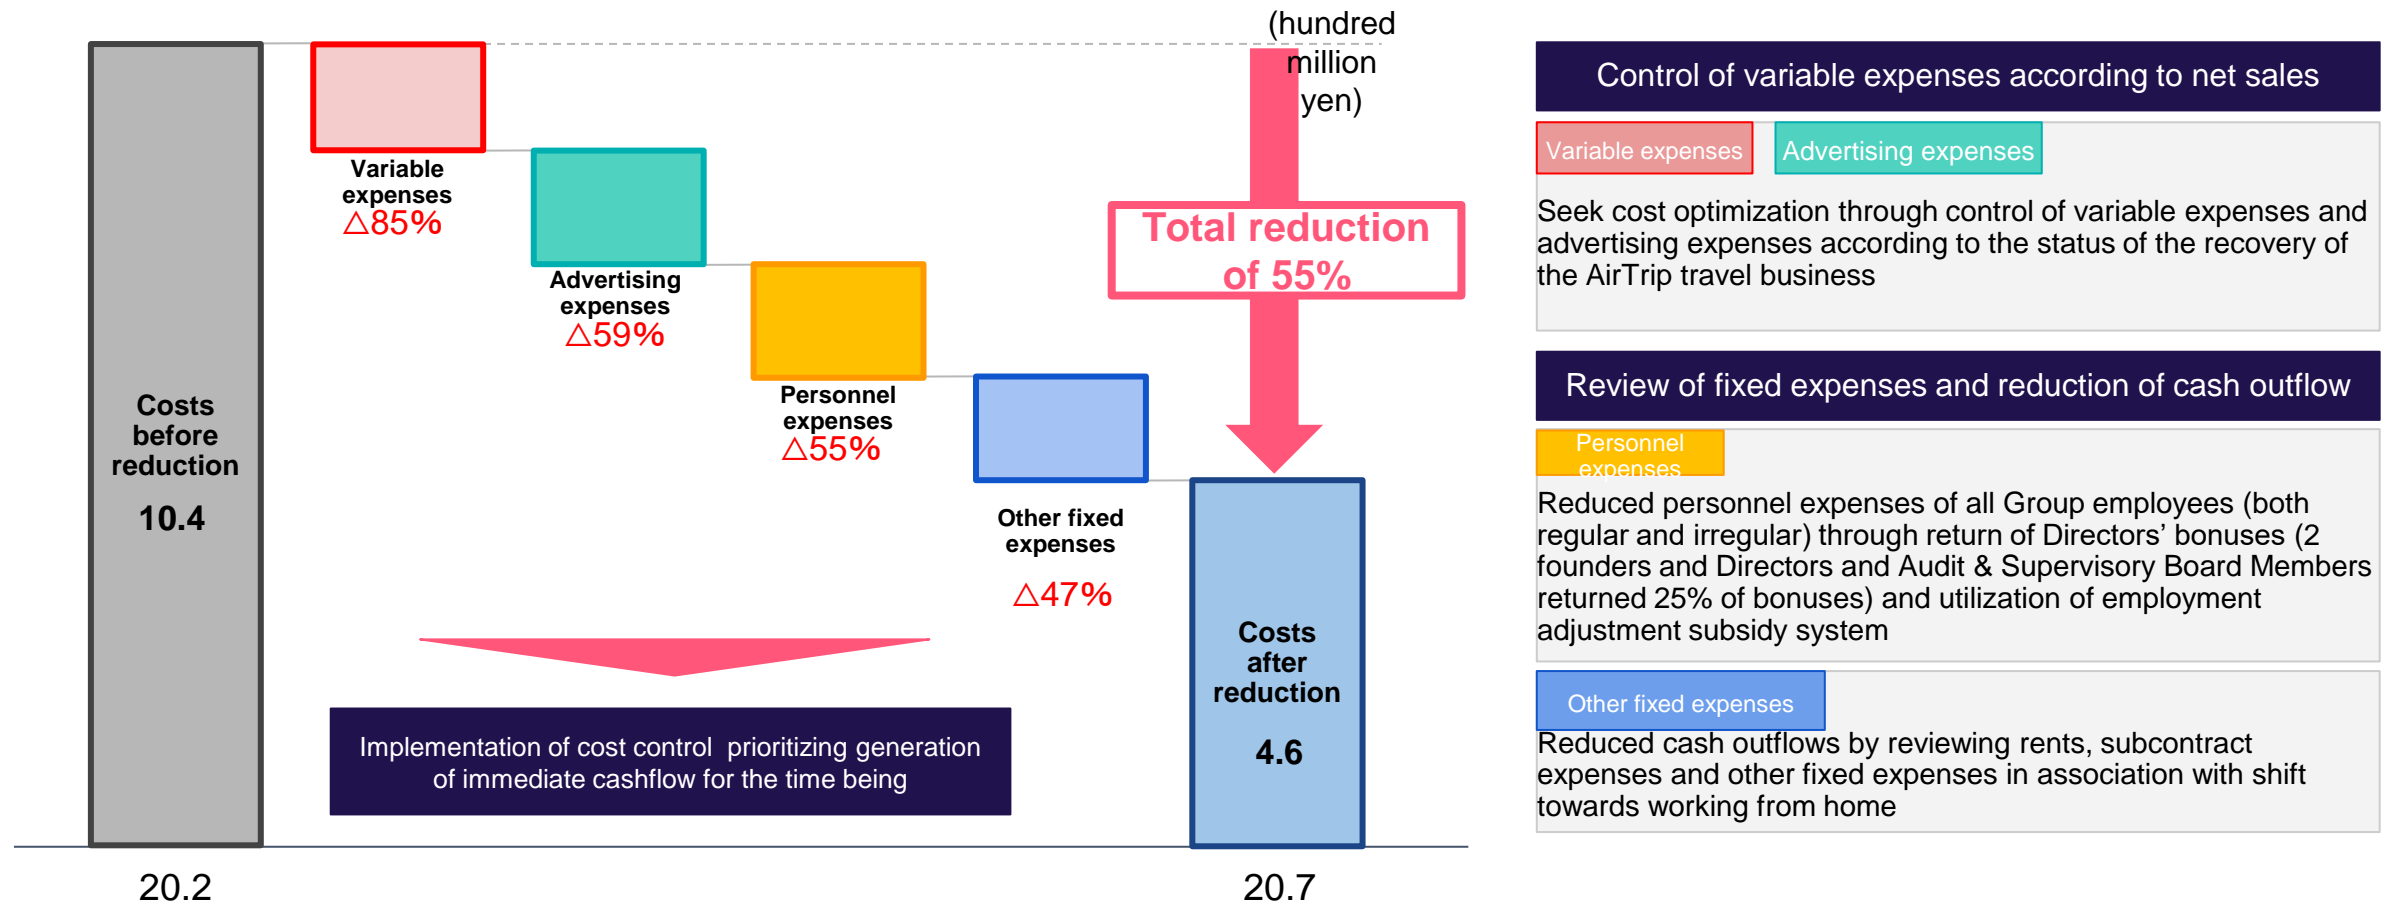 (hundred
million
yen)
Variable
expenses
△85%
Advertising
expenses
△59%
Personnel
expenses
△55%
Other fixed
expenses
△47%
Total reduction
of 55%
Costs
before
reduction
10.4
Costs
after
reduction
4.6
Implementation of cost control prioritizing generation
of immediate cashflow for the time being
20.2
20.7
Control of variable expenses according to net sales
Variable expenses
Advertising expenses
Seek cost optimization through control of variable expenses and
advertising expenses according to the status of the recovery of
the AirTrip travel business
Review of fixed expenses and reduction of cash outflow
Personnel
expenses
Reduced personnel expenses of all Group employees (both
regular and irregular) through return of Directors’ bonuses (2
founders and Directors and Audit & Supervisory Board Members
returned 25% of bonuses) and utilization of employment
adjustment subsidy system
Other fixed expenses
Reduced cash outflows by reviewing rents, subcontract
expenses and other fixed expenses in association with shift
towards working from home